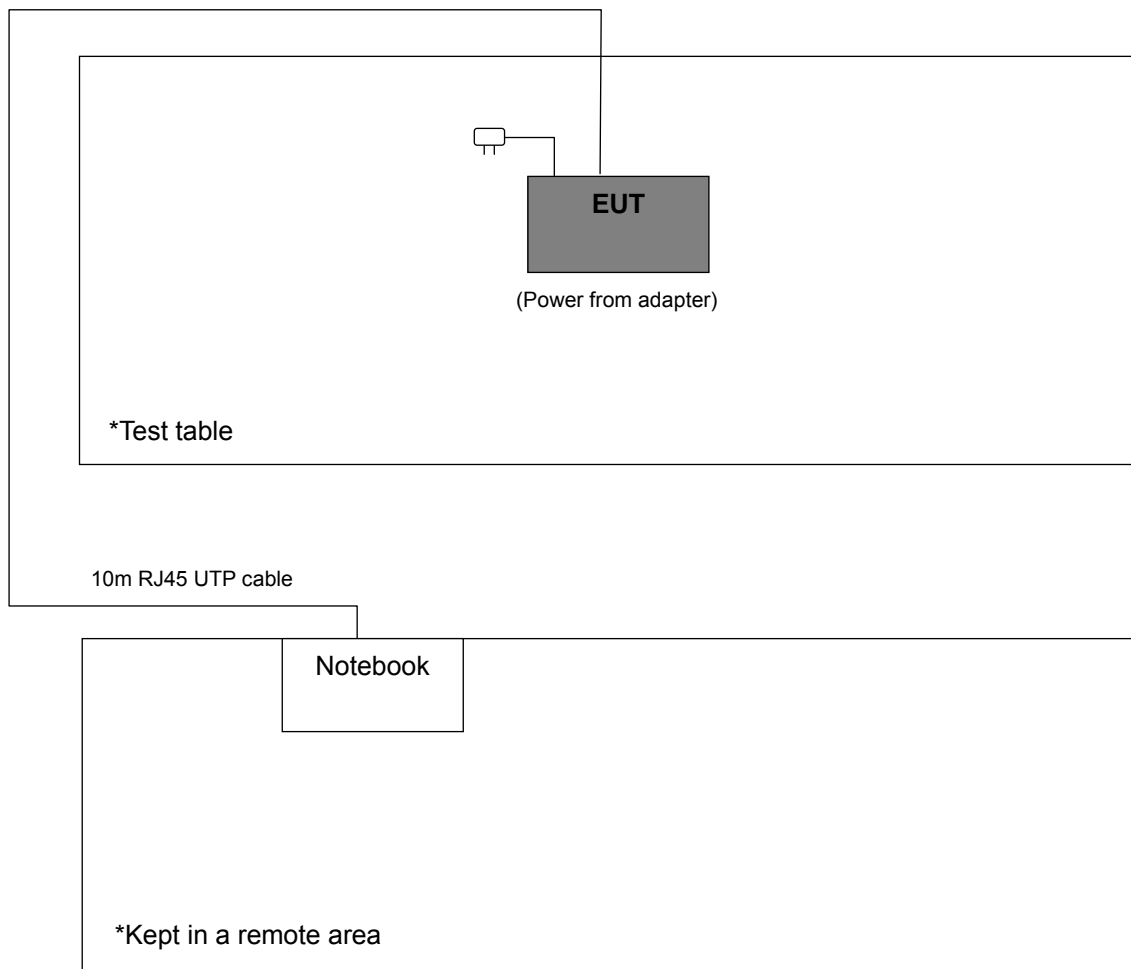 EUT
(Power from adapter)
*Test table
10m RJ45 UTP cable
Notebook
*Kept in a remote area